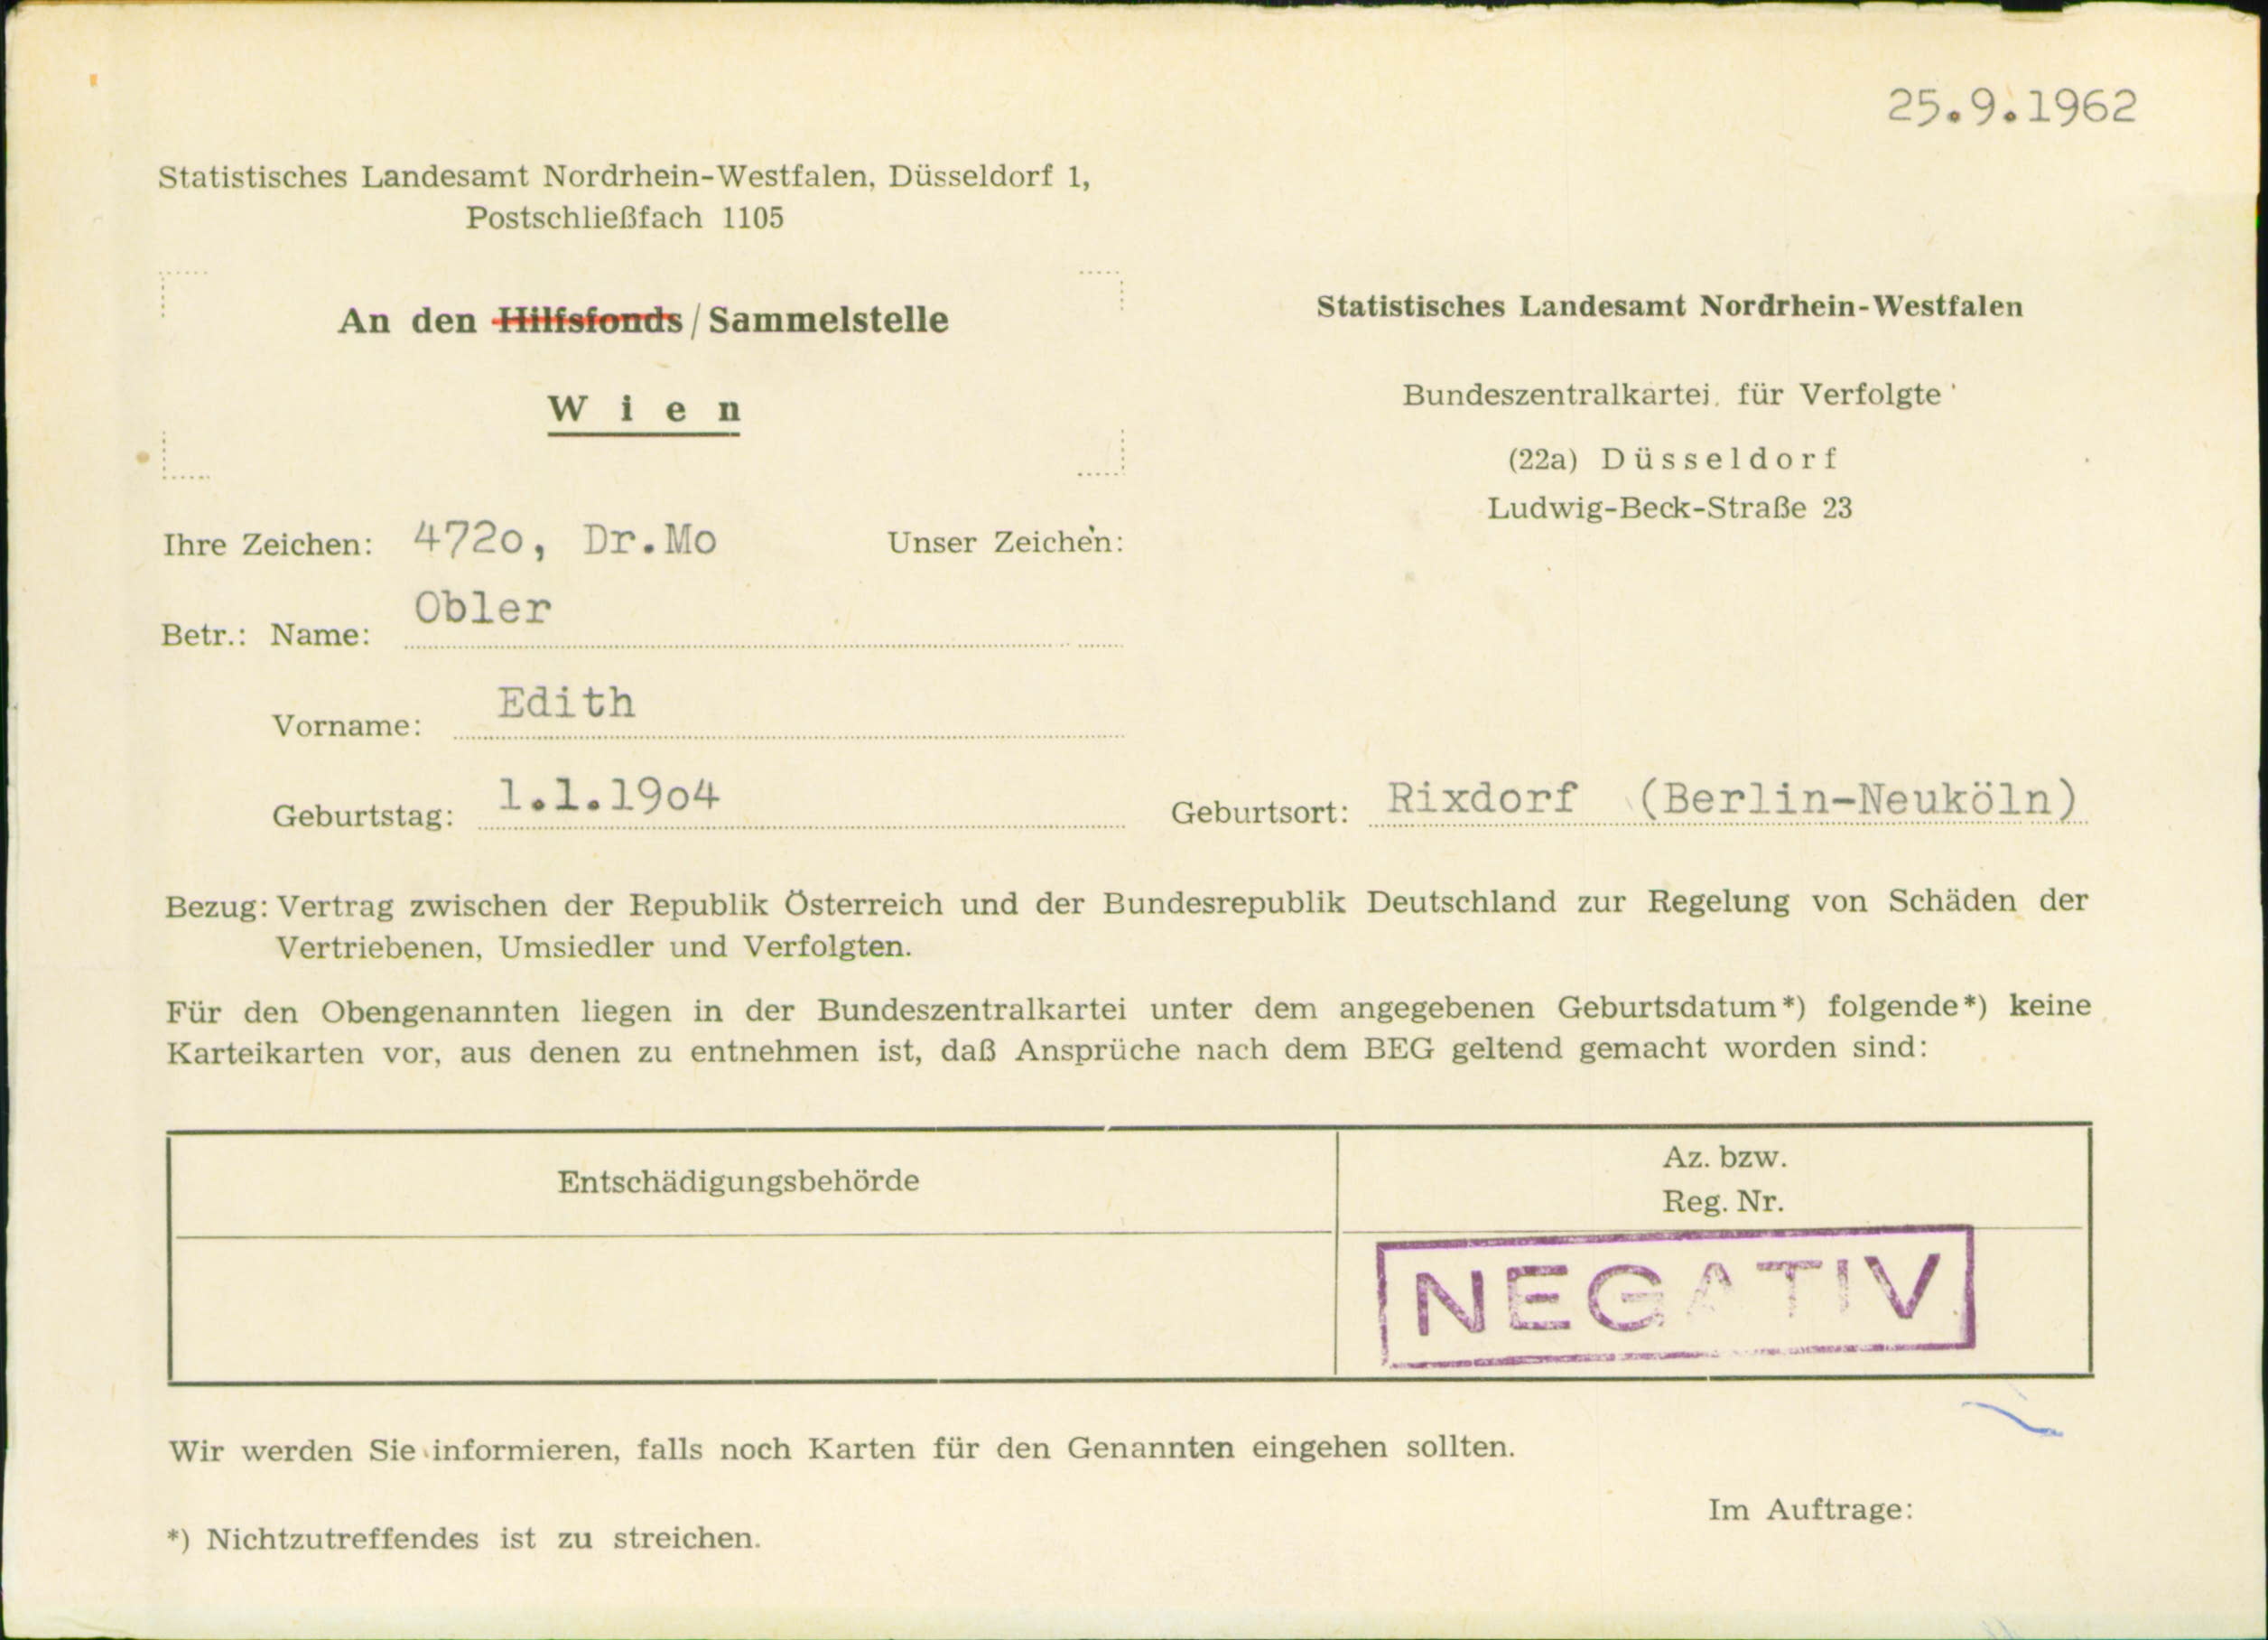 25.9.1962
Statistisches Landesamt Nordrhein-Westfalen, Düsseldorf 1,
Postschließfach 1105
An den Hilfsfonds/Sammelstelle
Wien
Statistisches Landesamt Nordrhein-Westfalen
Bundeszentralkartei für Verfolgte
(22a) Düsseldorf
Ludwig-Beck-Straße 23
Ihre Zeichen: 472o, Dr.Mo Unser Zeichen:
Betr.: Name: Obler
Vorname: Edith
Geburtstag: 1.1.19o4 Geburtsort: Rixdorf (Berlin-Neuköln)
Bezug: Vertrag zwischen der Republik Österreich und der Bundesrepublik Deutschland zur Regelung von Schäden der
Vertriebenen, Umsiedler und Verfolgten.
Für den Obengenannten liegen in der Bundeszentralkartei unter dem angegebenen Geburtsdatum*) folgende*) keine
Karteikarten vor, aus denen zu entnehmen ist, daß Ansprüche nach dem BEG geltend gemacht worden sind:
Entschädigungsbehörde
Az. bzw.
Reg. Nr.
NEGATIV
Wir werden Sie informieren, falls noch Karten für den Genannten eingehen sollten.
Im Auftrage:
*) Nichtzutreffendes ist zu streichen.